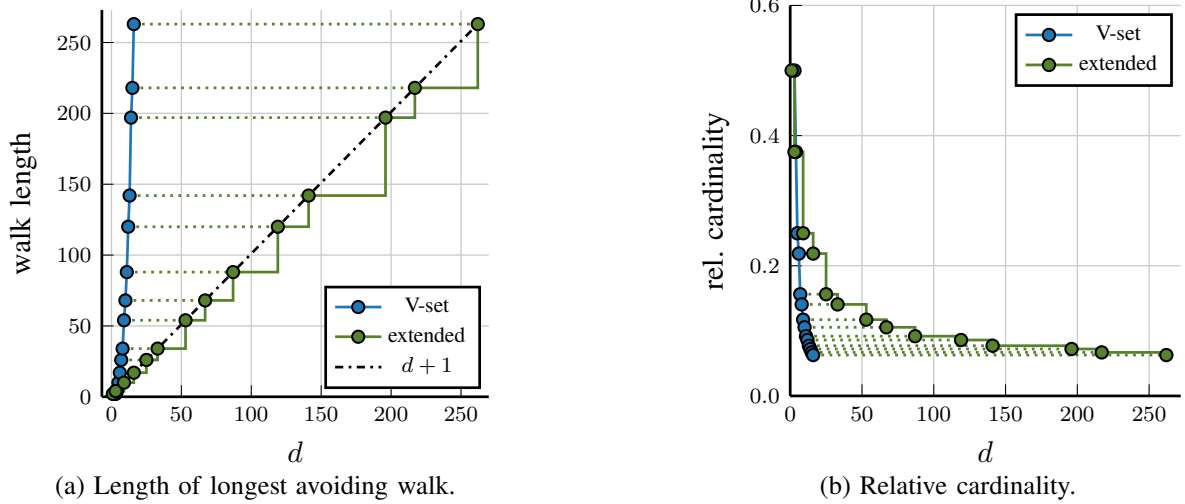 250
200
150
100
50
0
walk length
0 50 100 150 200 250
d
V-set
extended
d + 1
(a) Length of longest avoiding walk.
0.6
0.4
0.2
0.0
rel. cardinality
0 50 100 150 200 250
d
V-set
extended
(b) Relative cardinality.